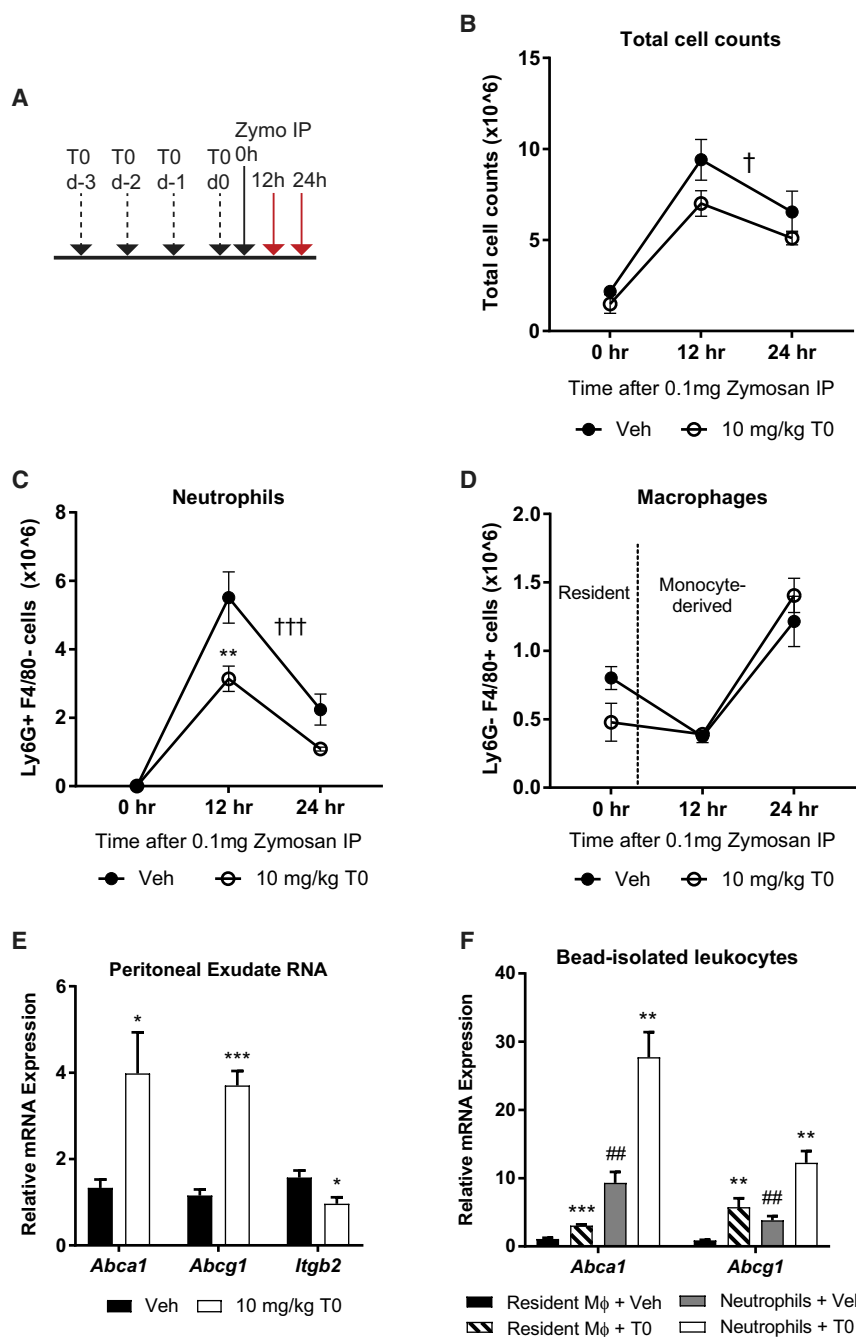 A
Zymo IP
T0 T0 T0 T0 0h
d-3 d-2 d-1 d0 12h 24h
B
Total cell counts
Total cell counts (x10^6)
15
10
5
0
0 hr 12 hr 24 hr
†
Time after 0.1mg Zymosan IP
Veh 10 mg/kg T0
C
Neutrophils
Ly6G+ F4/80- cells (x10^6)
8
6
4
2
0
†††
**
0 hr 12 hr 24 hr
Time after 0.1mg Zymosan IP
Veh 10 mg/kg T0
D
Macrophages
Ly6G- F4/80+ cells (x10^6)
2.0
1.5
1.0
0.5
0.0
Resident
Monocyte-
derived
0 hr 12 hr 24 hr
Time after 0.1mg Zymosan IP
Veh 10 mg/kg T0
E
Peritoneal Exudate RNA
Relative mRNA Expression
6
4
2
0
* *** *
Abca1 Abcg1 Itgb2
Veh 10 mg/kg T0
F
Bead-isolated leukocytes
Relative mRNA Expression
40
30
20
10
0
*** ## ** ** ## **
Abca1 Abcg1
Resident Mϕ + Veh Neutrophils + Veh
Resident Mϕ + T0 Neutrophils + T0